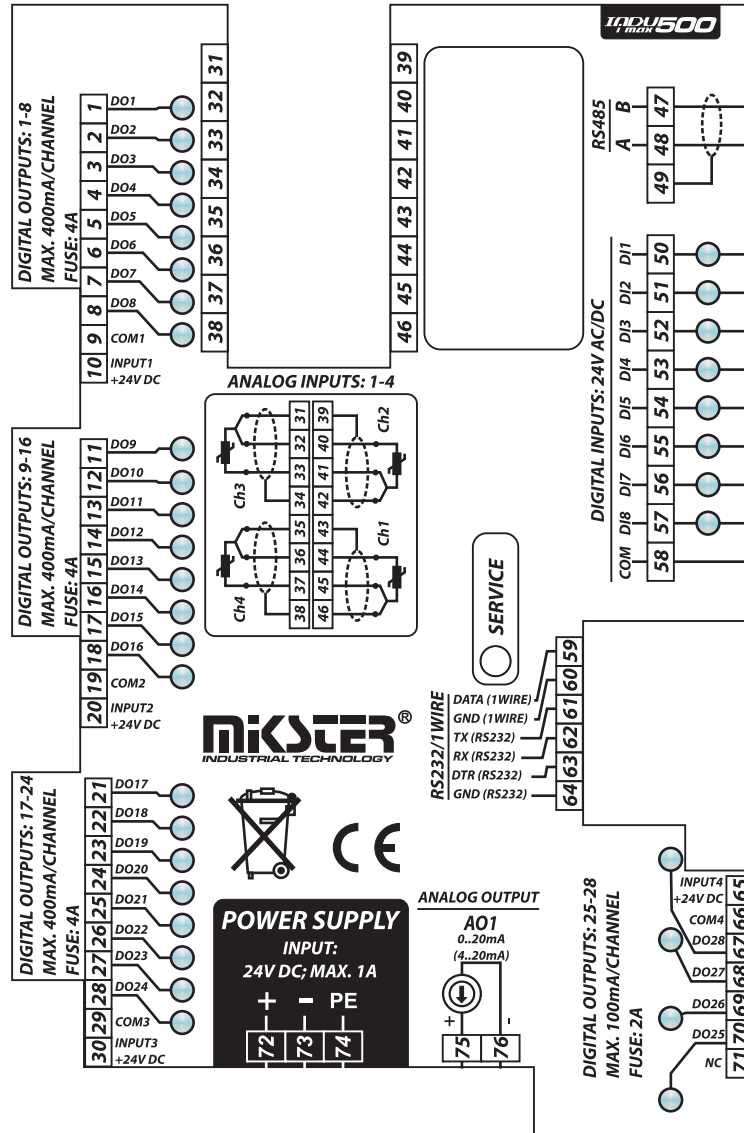 INDU
i max 500
DIGITAL OUTPUTS: 1-8
MAX. 400mA/CHANNEL
FUSE: 4A
1 DO1
2 DO2
3 DO3
4 DO4
5 DO5
6 DO6
7 DO7
8 DO8
9 COM1
10 INPUT1
+24V DC
31
32
33
34
35
36
37
38
39
40
41
42
43
44
45
46
RS485
B 47
A 48
49
DIGITAL INPUTS: 24V AC/DC
DI1 50
DI2 51
DI3 52
DI4 53
DI5 54
DI6 55
DI7 56
DI8 57
COM 58
DIGITAL OUTPUTS: 9-16
MAX. 400mA/CHANNEL
FUSE: 4A
11 DO9
12 DO10
13 DO11
14 DO12
15 DO13
16 DO14
17 DO15
18 DO16
19 COM2
20 INPUT2
+24V DC
ANALOG INPUTS: 1-4
31 39 Ch2
32 40
33 41
Ch3 34 42
35 43 Ch1
36 44
37 45
Ch4 38 46
SERVICE
RS232/1WIRE
DATA (1WIRE) 59
GND (1WIRE) 60
TX (RS232) 61
RX (RS232) 62
DTR (RS232) 63
GND (RS232) 64
MiKSTER®
INDUSTRIAL TECHNOLOGY
CE
DIGITAL OUTPUTS: 17-24
MAX. 400mA/CHANNEL
FUSE: 4A
21 DO17
22 DO18
23 DO19
24 DO20
25 DO21
26 DO22
27 DO23
28 DO24
29 COM3
30 INPUT3
+24V DC
POWER SUPPLY
INPUT:
24V DC; MAX. 1A
+ – PE
72 73 74
ANALOG OUTPUT
AO1
0..20mA
(4..20mA)
+ -
75 76
DIGITAL OUTPUTS: 25-28
MAX. 100mA/CHANNEL
FUSE: 2A
INPUT4 65
+24V DC
COM4 66
DO28 67
DO27 68
DO26 69
DO25 70
NC 71